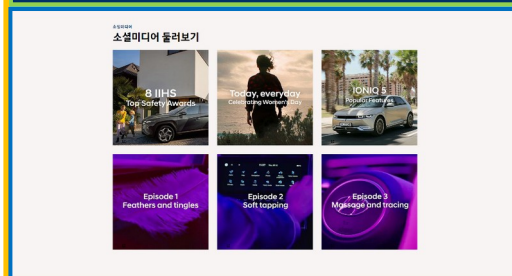 소셜미디어
소셜미디어 둘러보기
8 IIHS
Top Safety Awards
Today, everyday
Celebrating Women's Day
IONIQ 5
Popular Features
Episode 1
Feathers and tingles
Episode 2
Soft tapping
Episode 3
Massage and tracing